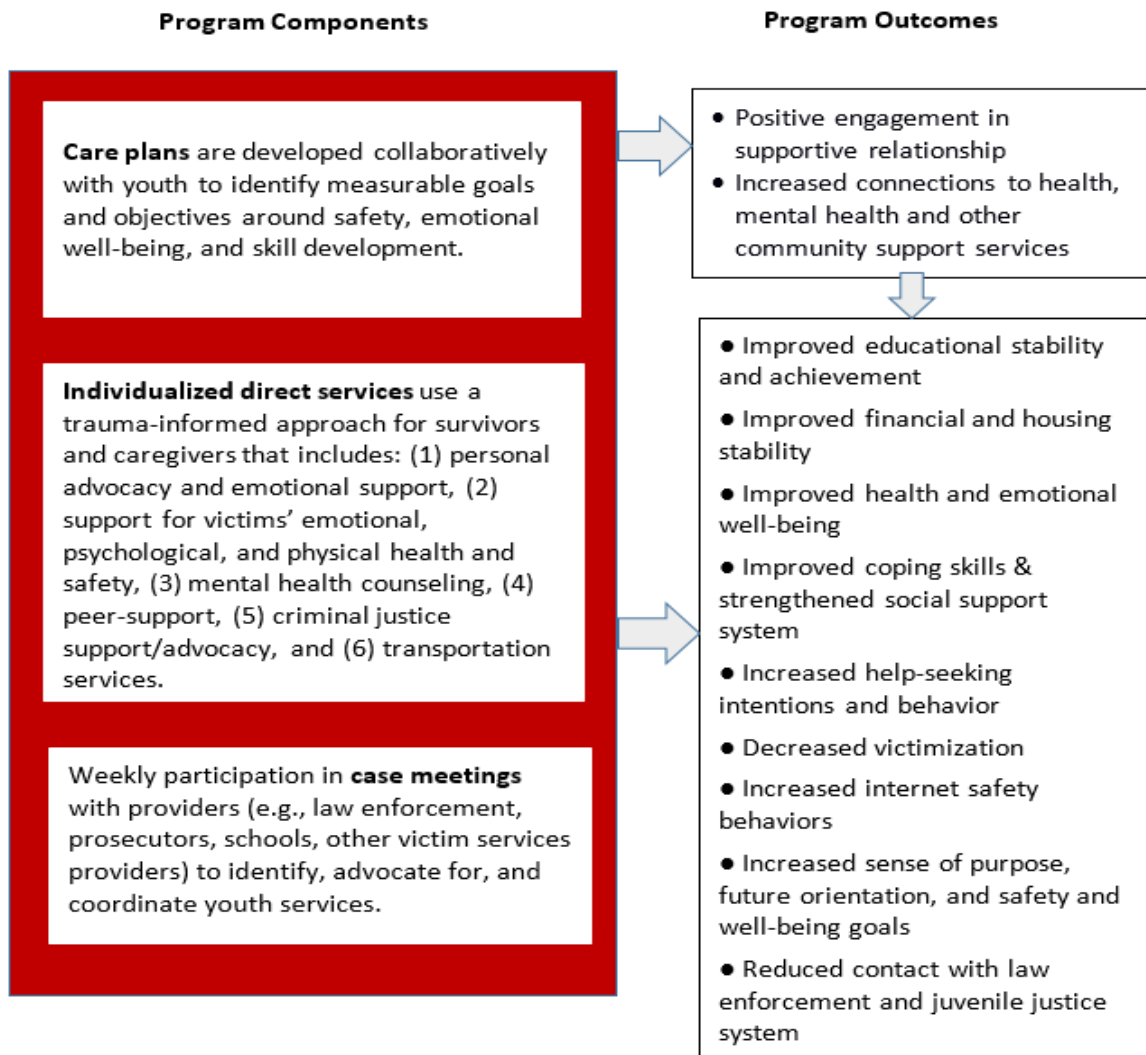 Program Components
Care plans are developed collaboratively
with youth to identify measurable goals
and objectives around safety, emotional
well-being, and skill development.
Individualized direct services use a
trauma-informed approach for survivors
and caregivers that includes: (1) personal
advocacy and emotional support, (2)
support for victims’ emotional,
psychological, and physical health and
safety, (3) mental health counseling, (4)
peer-support, (5) criminal justice
support/advocacy, and (6) transportation
services.
Weekly participation in case meetings
with providers (e.g., law enforcement,
prosecutors, schools, other victim services
providers) to identify, advocate for, and
coordinate youth services.
Program Outcomes
• Positive engagement in
supportive relationship
• Increased connections to health,
mental health and other
community support services
● Improved educational stability
and achievement
● Improved financial and housing
stability
● Improved health and emotional
well-being
● Improved coping skills &
strengthened social support
system
● Increased help-seeking
intentions and behavior
● Decreased victimization
● Increased internet safety
behaviors
● Increased sense of purpose,
future orientation, and safety and
well-being goals
● Reduced contact with law
enforcement and juvenile justice
system